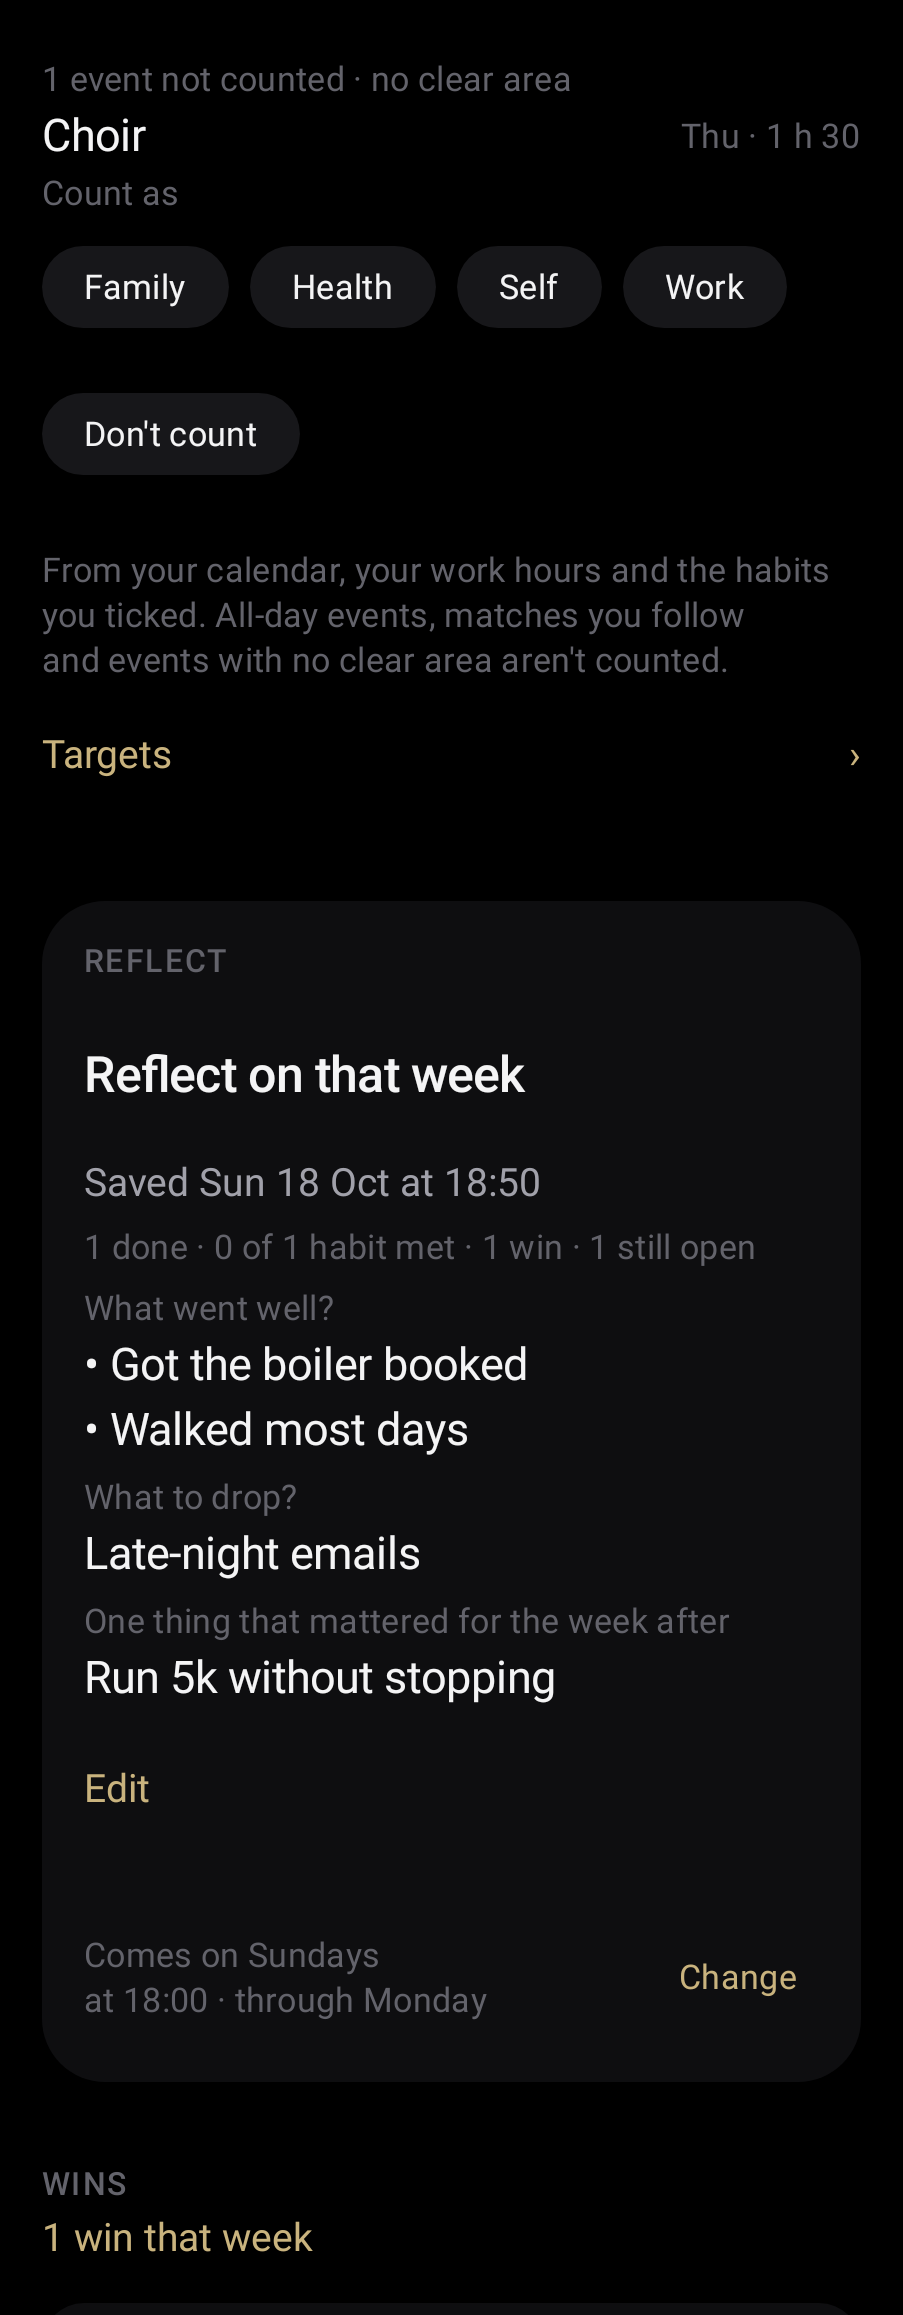 1 event not counted · no clear area
Choir
Thu · 1 h 30
Count as
Family
Health
Self
Work
Don't count
From your calendar, your work hours and the habits
you ticked. All-day events, matches you follow
and events with no clear area aren't counted.
Targets
›
REFLECT
Reflect on that week
Saved Sun 18 Oct at 18:50
1 done · 0 of 1 habit met · 1 win · 1 still open
What went well?
• Got the boiler booked
• Walked most days
What to drop?
Late-night emails
One thing that mattered for the week after
Run 5k without stopping
Edit
Comes on Sundays
at 18:00 · through Monday
Change
WINS
1 win that week